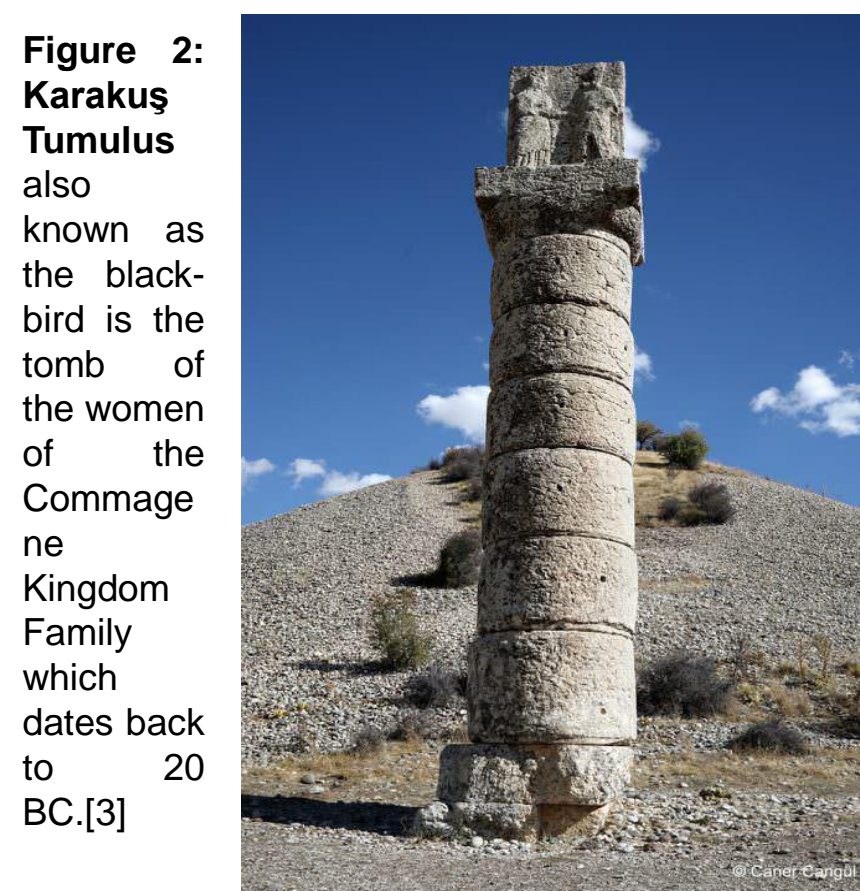 Figure 2:
Karakuş
Tumulus
also
known as
the black-
bird is the
tomb of
the women
of the
Commage
ne
Kingdom
Family
which
dates back
to 20
BC.[3]
© Caner Cangül